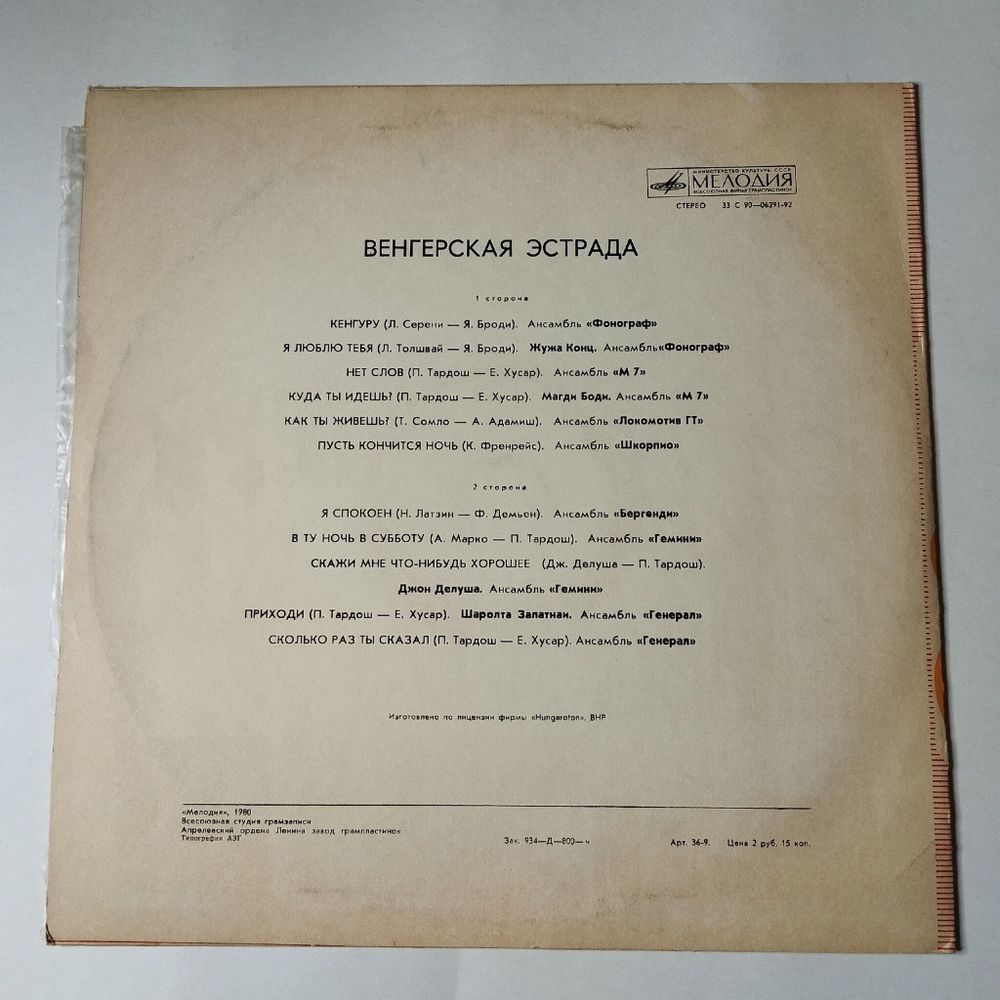 МИНИСТЕРСТВО КУЛЬТУРЫ СССР
МЕЛОДИЯ
ВСЕСОЮЗНАЯ ФИРМА ГРАМПЛАСТИНОК
СТЕРЕО 33 С 90—06291-92
ВЕНГЕРСКАЯ ЭСТРАДА
1 сторона
КЕНГУРУ (Л. Серени — Я. Броди). Ансамбль «Фонограф»
Я ЛЮБЛЮ ТЕБЯ (Л. Толшвай — Я. Броди). Жужа Конц. Ансамбль«Фонограф»
НЕТ СЛОВ (П. Тардош — Е. Хусар). Ансамбль «М 7»
КУДА ТЫ ИДЕШЬ? (П. Тардош — Е. Хусар). Магди Боди. Ансамбль «М 7»
КАК ТЫ ЖИВЕШЬ? (Т. Сомло — А. Адамиш). Ансамбль «Локомотив ГТ»
ПУСТЬ КОНЧИТСЯ НОЧЬ (К. Френрейс). Ансамбль «Шкорпио»
2 сторона
Я СПОКОЕН (Н. Латзин — Ф. Демьен). Ансамбль «Бергенди»
В ТУ НОЧЬ В СУББОТУ (А. Марко — П. Тардош). Ансамбль «Гемини»
СКАЖИ МНЕ ЧТО-НИБУДЬ ХОРОШЕЕ (Дж. Делуша — П. Тардош).
Джон Делуша. Ансамбль «Гемини»
ПРИХОДИ (П. Тардош — Е. Хусар). Шаролта Залатнаи. Ансамбль «Генерал»
СКОЛЬКО РАЗ ТЫ СКАЗАЛ (П. Тардош — Е. Хусар). Ансамбль «Генерал»
Изготовлено по лицензии фирмы «Hungaroton», ВНР
«Мелодия», 1980
Всесоюзная студия грамзаписи
Апрелевский ордена Ленина завод грампластинок
Типография АЗГ
Зак. 934—Д—800—ч Арт. 36-9. Цена 2 руб. 15 коп.